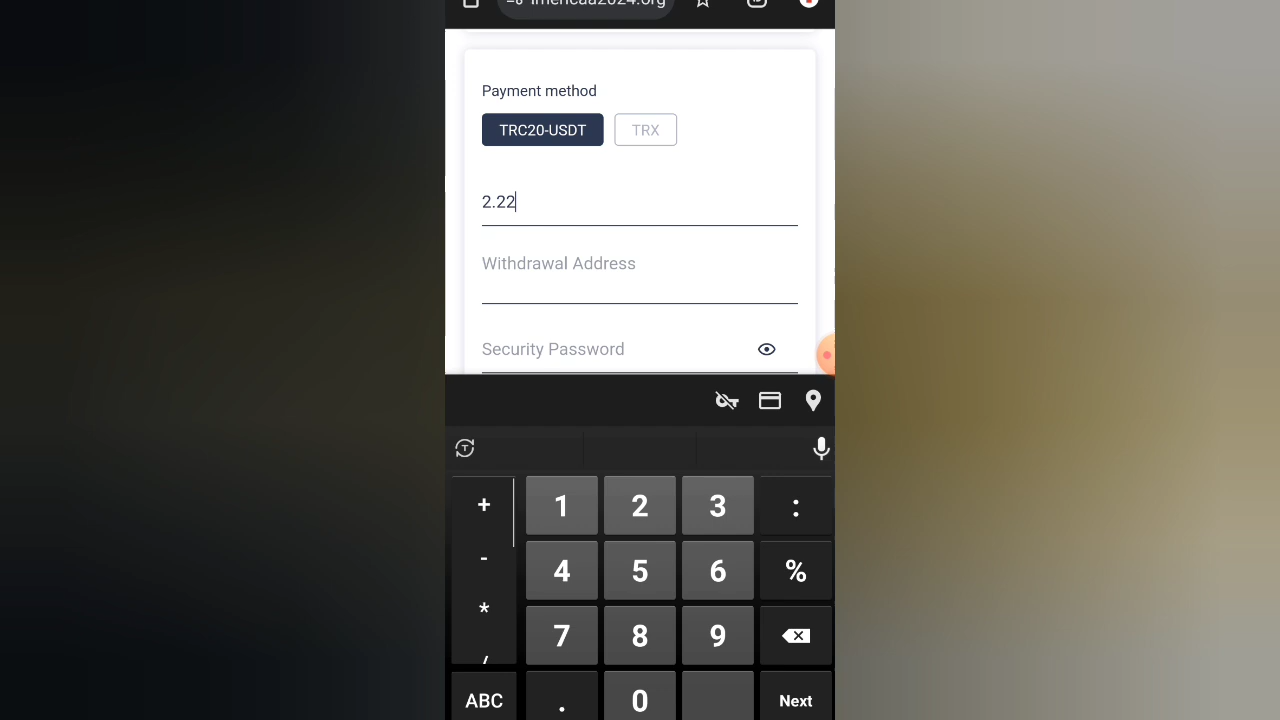 Payment method
TRC20-USDT TRX
2.22
Withdrawal Address
Security Password
+ 1 2 3 :
- 4 5 6 %
* 7 8 9
ABC . 0 Next